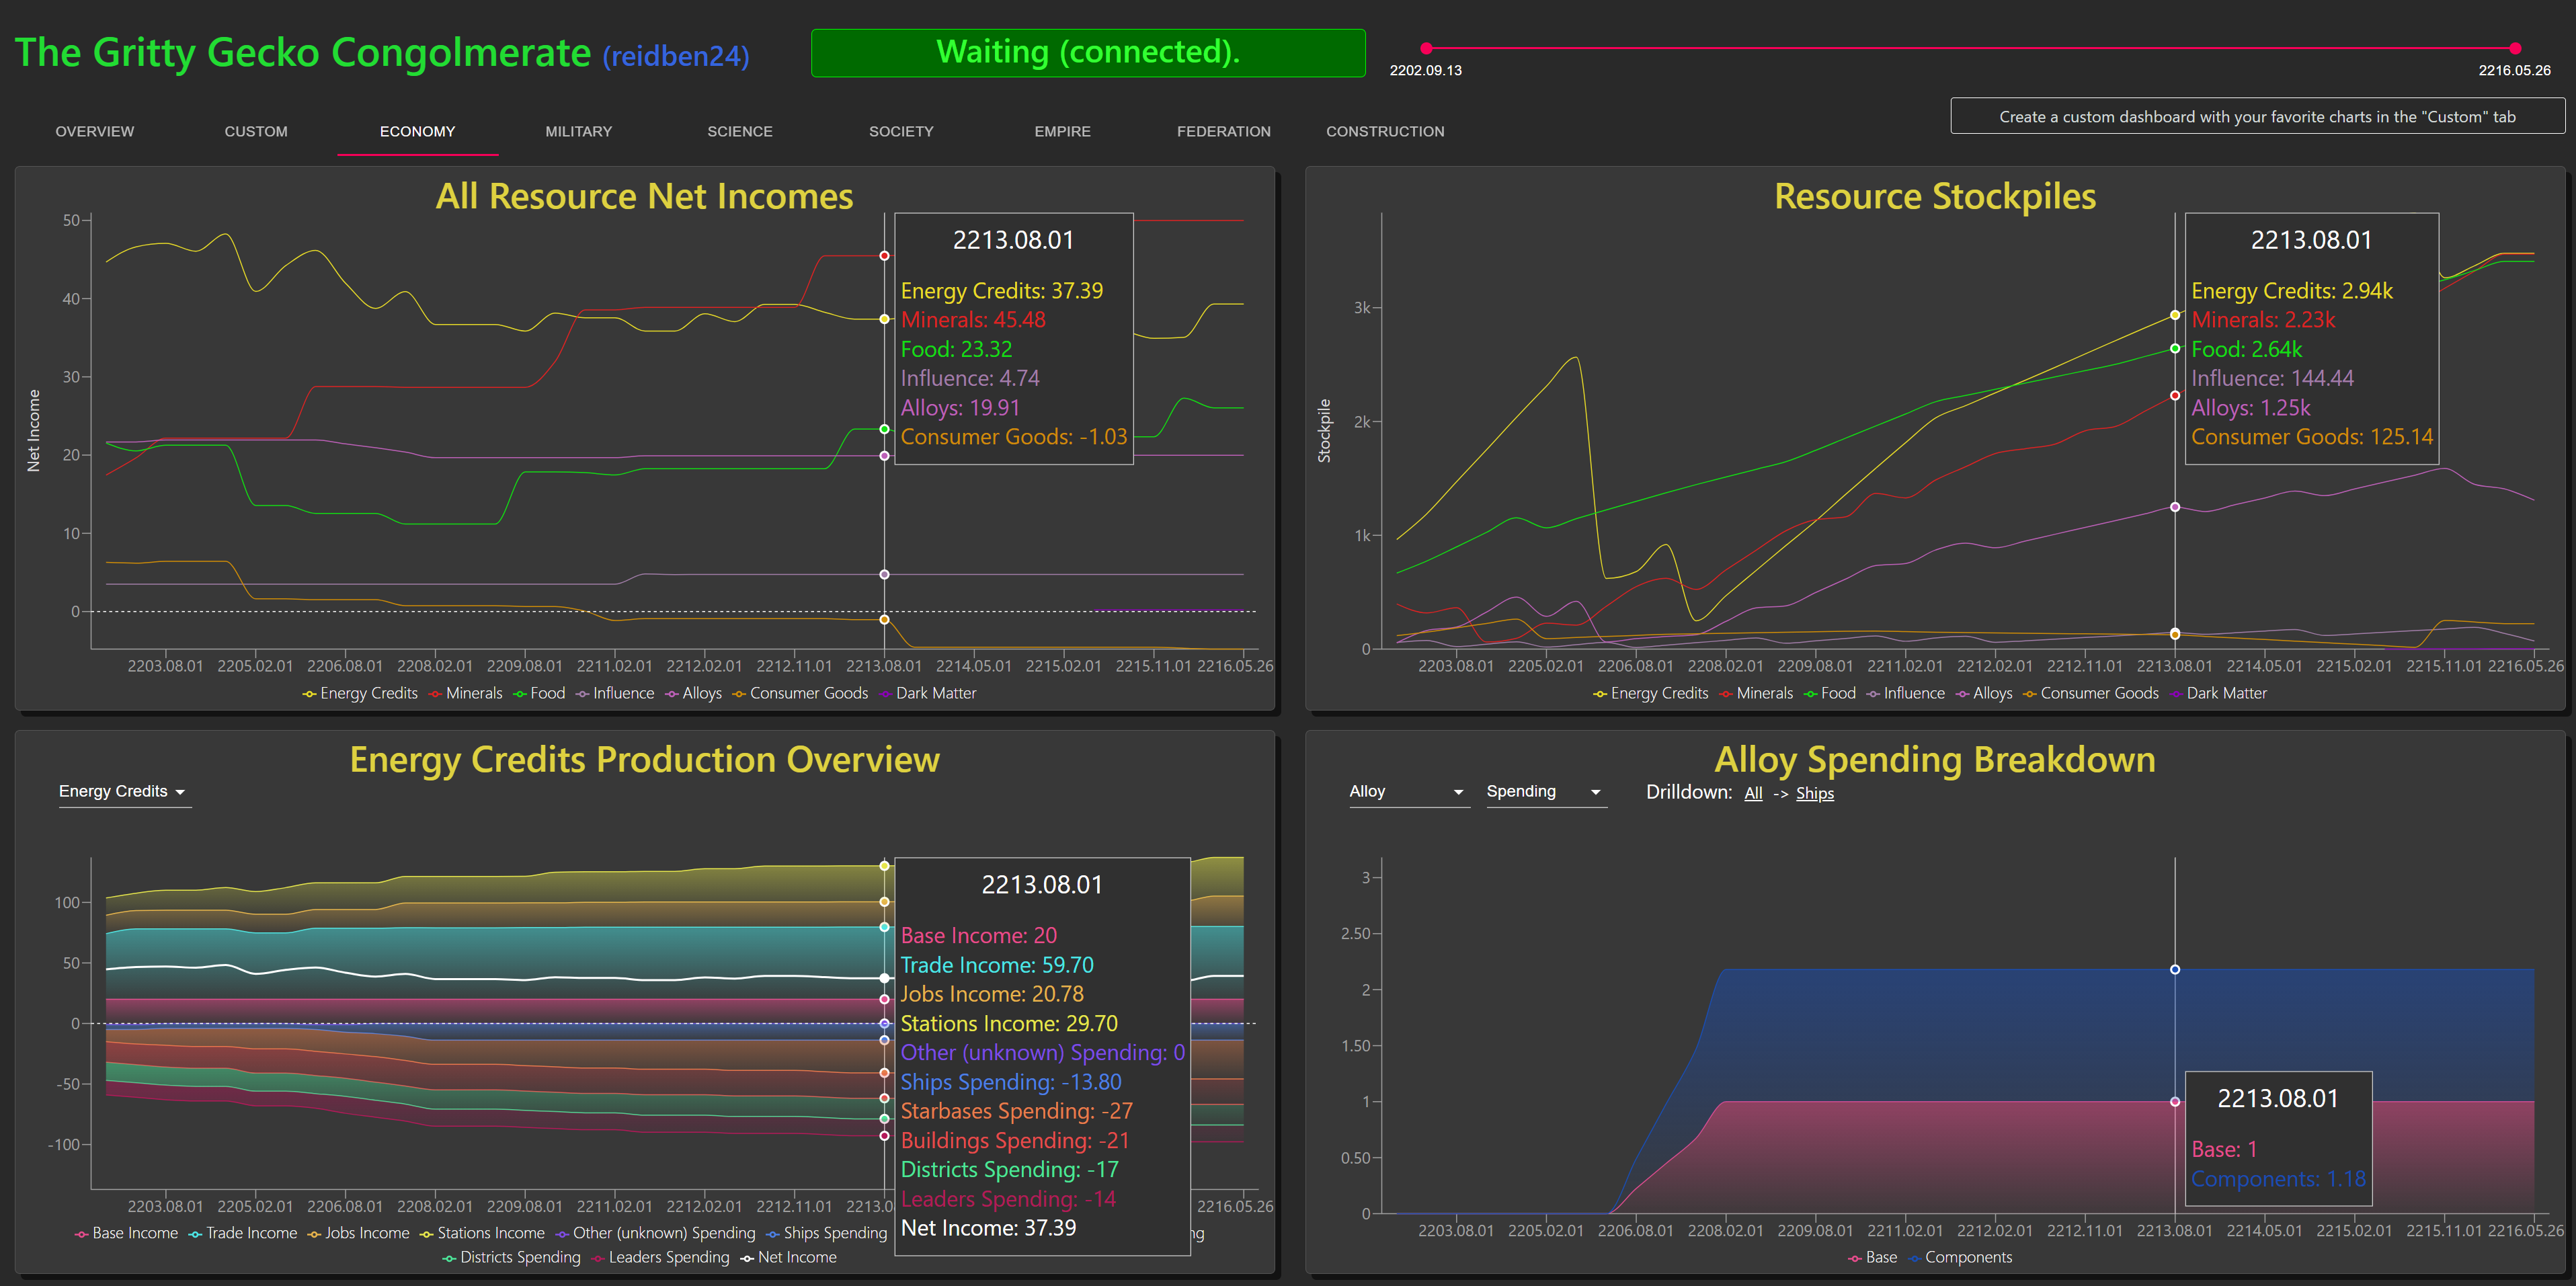 The Gritty Gecko Congolmerate (reidben24)
Waiting (connected).
2202.09.13
2216.05.26
OVERVIEW CUSTOM ECONOMY MILITARY SCIENCE SOCIETY EMPIRE FEDERATION CONSTRUCTION
Create a custom dashboard with your favorite charts in the "Custom" tab
All Resource Net Incomes
50
40
30
20
10
0
Net Income
2213.08.01
Energy Credits: 37.39
Minerals: 45.48
Food: 23.32
Influence: 4.74
Alloys: 19.91
Consumer Goods: -1.03
2203.08.01 2205.02.01 2206.08.01 2208.02.01 2209.08.01 2211.02.01 2212.02.01 2212.11.01 2213.08.01 2214.05.01 2215.02.01 2215.11.01 2216.05.26
Energy Credits Minerals Food Influence Alloys Consumer Goods Dark Matter
Resource Stockpiles
3k
2k
1k
0
Stockpile
2213.08.01
Energy Credits: 2.94k
Minerals: 2.23k
Food: 2.64k
Influence: 144.44
Alloys: 1.25k
Consumer Goods: 125.14
2203.08.01 2205.02.01 2206.08.01 2208.02.01 2209.08.01 2211.02.01 2212.02.01 2212.11.01 2213.08.01 2214.05.01 2215.02.01 2215.11.01 2216.05.26
Energy Credits Minerals Food Influence Alloys Consumer Goods Dark Matter
Energy Credits Production Overview
Energy Credits
100
50
0
-50
-100
2213.08.01
Base Income: 20
Trade Income: 59.70
Jobs Income: 20.78
Stations Income: 29.70
Other (unknown) Spending: 0
Ships Spending: -13.80
Starbases Spending: -27
Buildings Spending: -21
Districts Spending: -17
Leaders Spending: -14
Net Income: 37.39
2203.08.01 2205.02.01 2206.08.01 2208.02.01 2209.08.01 2211.02.01 2212.02.01 2212.11.01 2213.0 2216.05.26
Base Income Trade Income Jobs Income Stations Income Other (unknown) Spending Ships Spending ng
Districts Spending Leaders Spending Net Income
Alloy Spending Breakdown
Alloy Spending Drilldown: All -> Ships
3
2.50
2
1.50
1
0.50
0
2213.08.01
Base: 1
Components: 1.18
2203.08.01 2205.02.01 2206.08.01 2208.02.01 2209.08.01 2211.02.01 2212.02.01 2212.11.01 2213.08.01 2214.05.01 2215.02.01 2215.11.01 2216.05.26
Base Components